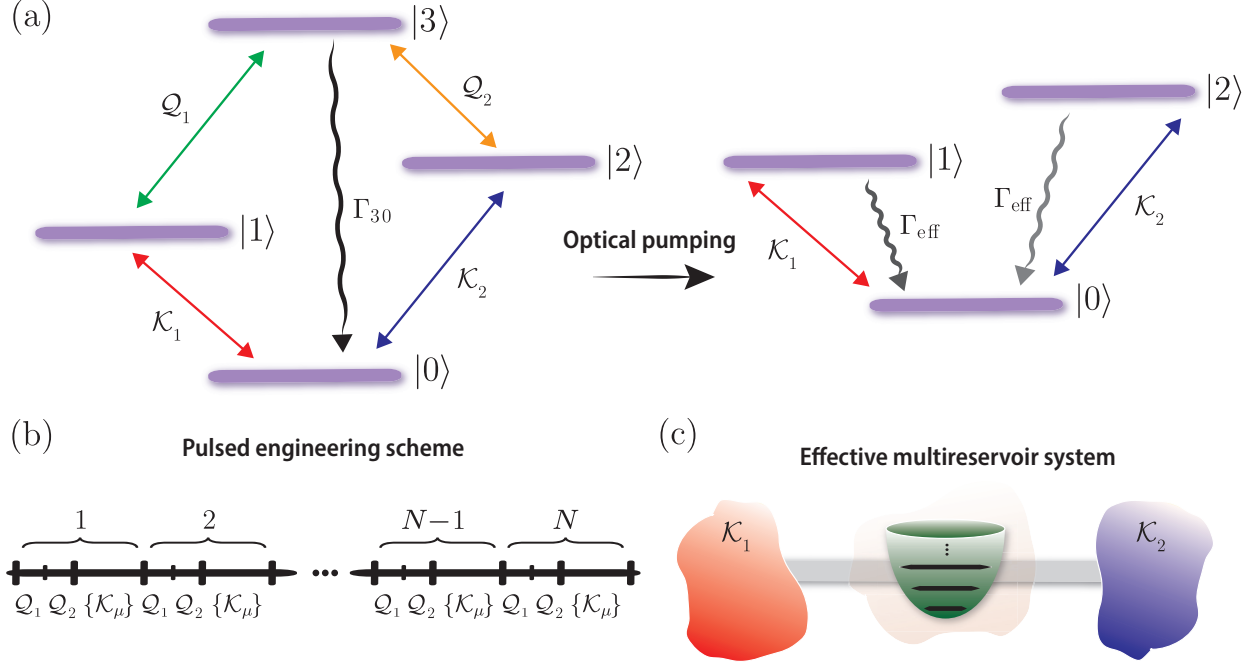 (a)
|3⟩
𝒬₁
𝒬₂
|2⟩
|1⟩
Γ₃₀
𝒦₁
𝒦₂
|0⟩
Optical pumping
|2⟩
|1⟩
Γeff
Γeff
𝒦₁
𝒦₂
|0⟩
(b)
Pulsed engineering scheme
1 2 N−1 N
𝒬₁ 𝒬₂ {𝒦μ} 𝒬₁ 𝒬₂ {𝒦μ} 𝒬₁ 𝒬₂ {𝒦μ} 𝒬₁ 𝒬₂ {𝒦μ}
(c)
Effective multireservoir system
𝒦₁
𝒦₂